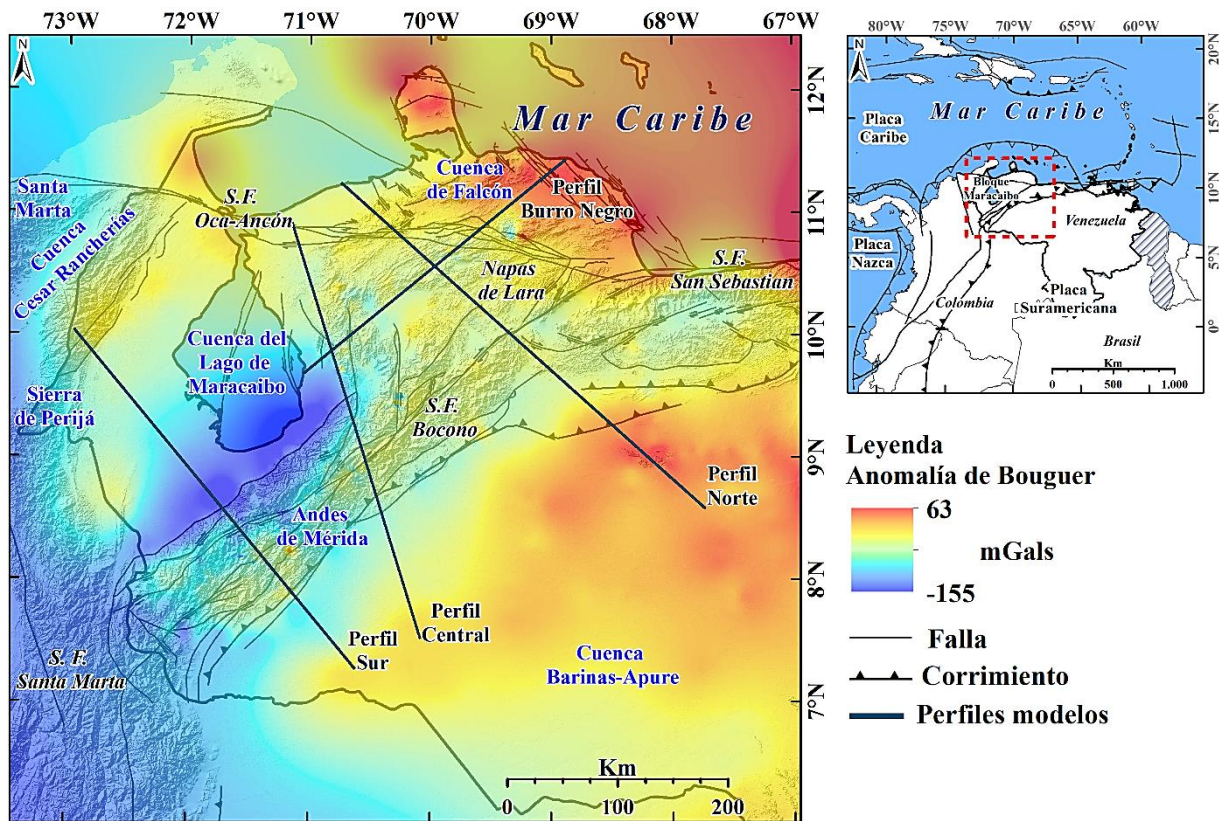 73°W 72°W 71°W 70°W 69°W 68°W 67°W
N
12°N
11°N
10°N
9°N
8°N
7°N
Mar Caribe
Cuenca
de Falcón
Perfil
Burro Negro
Santa
Marta
S.F.
Oca-Ancón
Cuenca
Cesar Rancherías
Napas
de Lara
S.F.
San Sebastian
Cuenca del
Lago de
Maracaibo
Sierra
de Perijá
S.F.
Bocono
Perfil
Norte
Andes
de Mérida
Perfil
Central
Perfil
Sur
Cuenca
Barinas-Apure
S. F.
Santa Marta
Km
0 100 200
80°W 75°W 70°W 65°W 60°W
N
20°N
15°N
10°N
5°N
0°
Mar Caribe
Placa
Caribe
Bloque
Maracaibo
Venezuela
Placa
Nazca
Placa
Suramericana
Colombia
Brasil
Km
0 500 1.000
Leyenda
Anomalía de Bouguer
63
mGals
-155
Falla
Corrimiento
Perfiles modelos